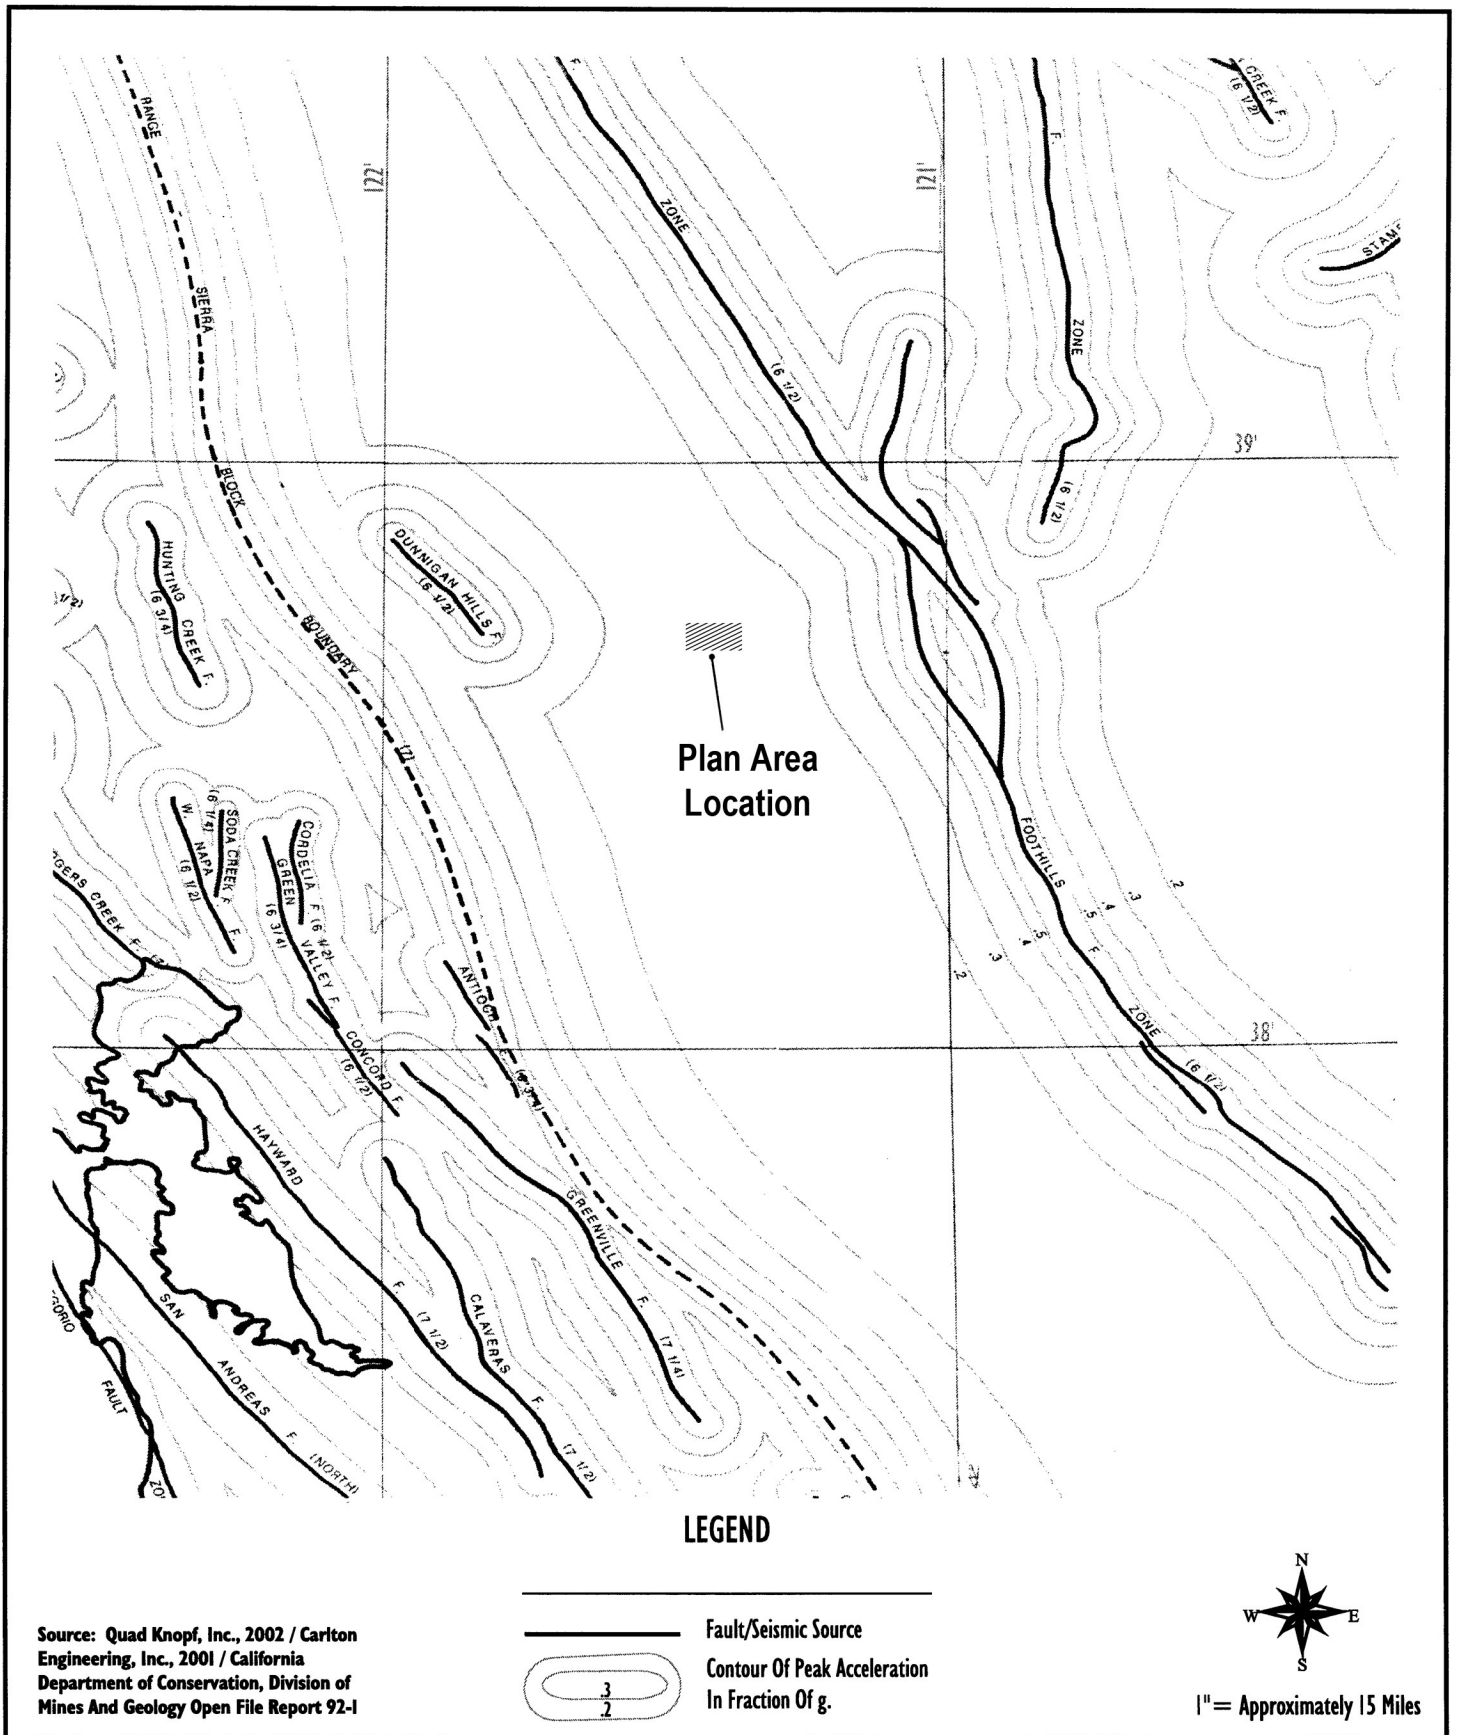 RANGE
122'
F.
121'
F.
CREEK F.
(6 1/2)
ZONE
SIERRA
ZONE
(6 1/2)
39'
BLOCK
(6 1/2)
DUNNIGAN HILLS F.
(6 1/2)
HUNTING CREEK F.
(6 3/4)
1/2)
BOUNDARY
(7)
Plan Area
Location
W. NAPA F.
(6 1/2)
SODA CREEK F.
(6 1/4)
CORDELIA F. (6 1/2)
GREEN VALLEY F.
(6 3/4)
FOOTHILLS
.2
.3
.4
.5
.5
.4
.3
.2
F.
ZONE
(6 1/2)
38'
CREEK F.
ANTIOCH
(6 3/4)
CONCORD F.
(6 1/2)
HAYWARD
F.
(7 1/2)
GREENVILLE
F.
(7 1/4)
CALAVERAS
F.
(7 1/2)
SAN
ANDREAS
F.
(NORTH)
FAULT
LEGEND
Fault/Seismic Source
Contour Of Peak Acceleration
In Fraction Of g.
.3
.2
Source: Quad Knopf, Inc., 2002 / Carlton
Engineering, Inc., 2001 / California
Department of Conservation, Division of
Mines And Geology Open File Report 92-1
N
W
E
S
1" = Approximately 15 Miles